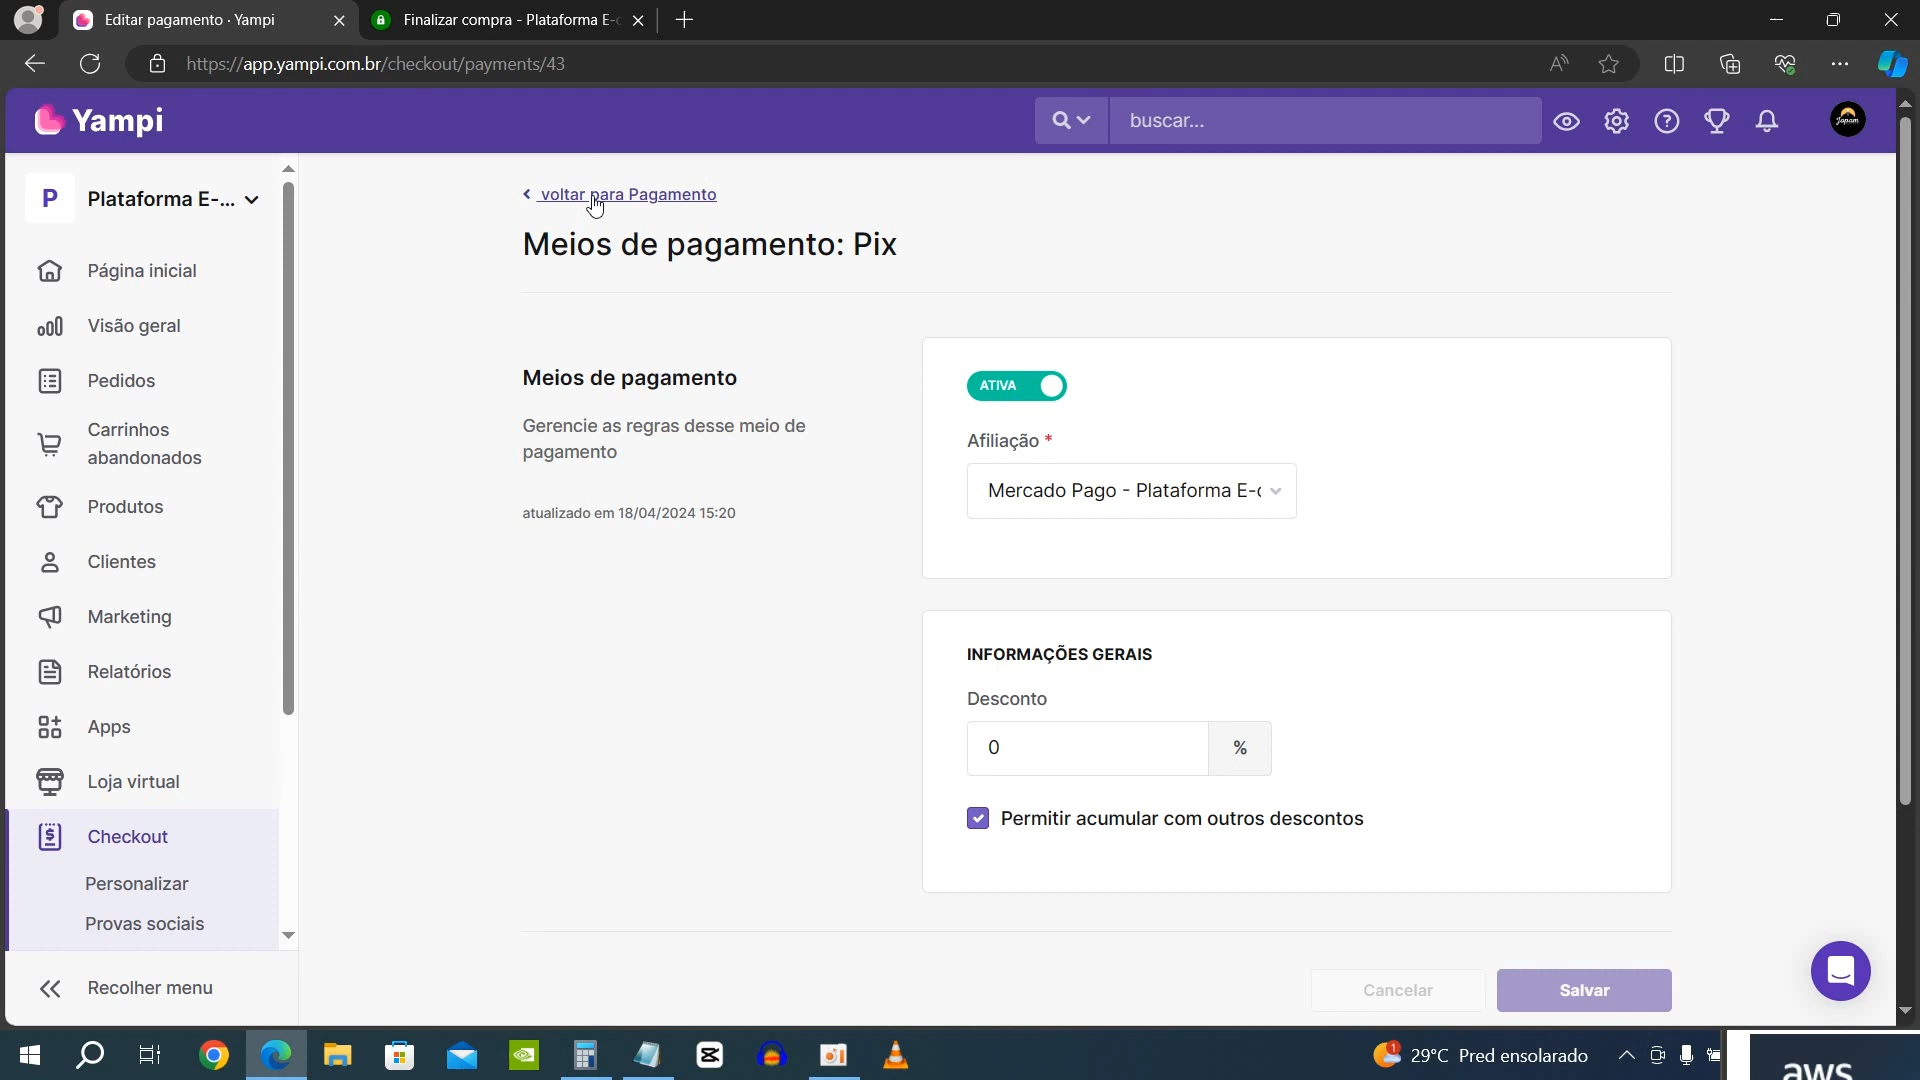 Editar pagamento · Yampi
Finalizar compra - Plataforma E-c
https://app.yampi.com.br/checkout/payments/43
Yampi
buscar...
Japam
P
Plataforma E-...
Página inicial
Visão geral
Pedidos
Carrinhos
abandonados
Produtos
Clientes
Marketing
Relatórios
Apps
Loja virtual
Checkout
Personalizar
Provas sociais
Recolher menu
voltar para Pagamento
Meios de pagamento: Pix
Meios de pagamento
Gerencie as regras desse meio de
pagamento
atualizado em 18/04/2024 15:20
ATIVA
Afiliação *
Mercado Pago - Plataforma E-c
INFORMAÇÕES GERAIS
Desconto
0
%
Permitir acumular com outros descontos
Cancelar
Salvar
1
29°C Pred ensolarado
aws